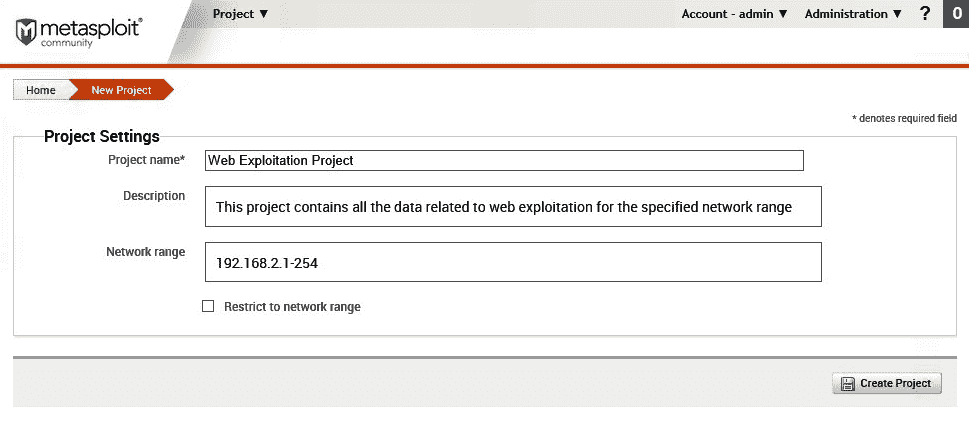 metasploit®
community
Project ▼
Account - admin ▼
Administration ▼
?
0
Home
New Project
* denotes required field
Project Settings
Project name*
Web Exploitation Project
Description
This project contains all the data related to web exploitation for the specified network range
Network range
192.168.2.1-254
Restrict to network range
Create Project